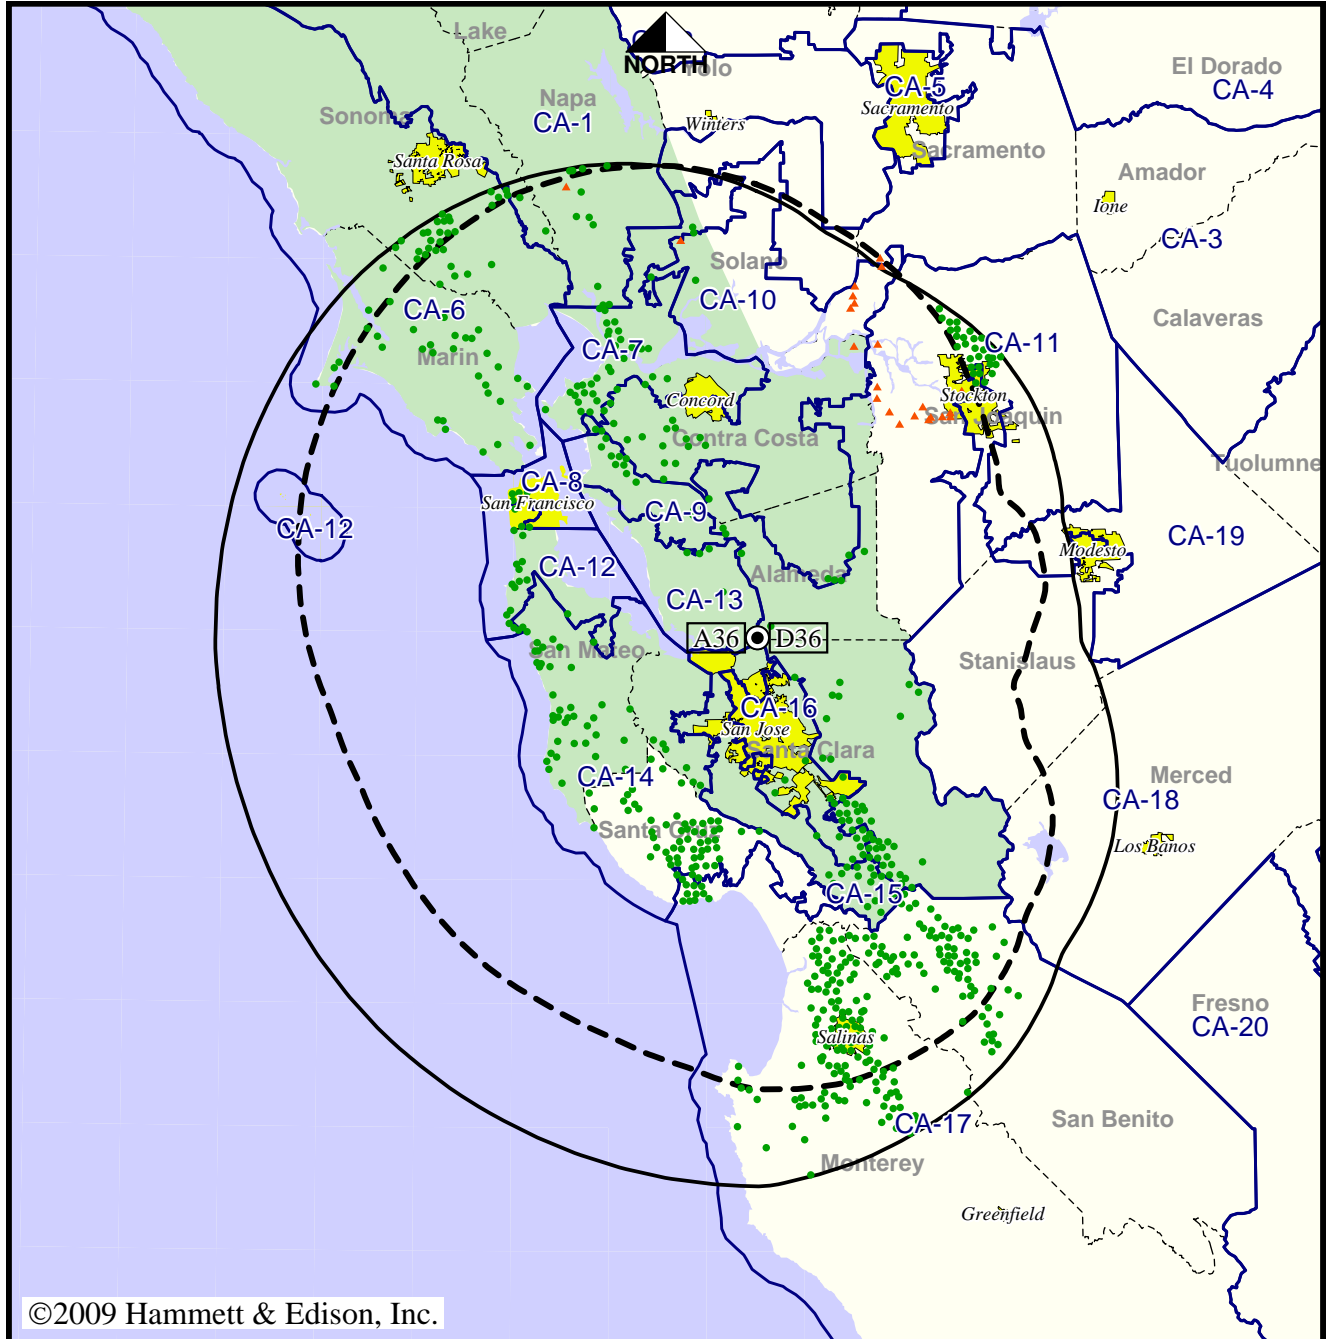 Lake
NORTH
Yolo
El Dorado
CA-4
CA-5
Sacramento
Napa
CA-1
Sonoma
Winters
Sacramento
Santa Rosa
Amador
Ione
CA-3
Solano
CA-10
CA-6
Calaveras
Marin
CA-7
CA-11
Concord
Stockton
San Joaquin
Contra Costa
Tuolumne
CA-8
San Francisco
CA-9
CA-12
CA-12
Modesto
CA-19
Alameda
CA-13
A36
D36
San Mateo
Stanislaus
CA-16
San Jose
Santa Clara
CA-14
Merced
CA-18
Santa Cruz
Los Banos
CA-15
Fresno
CA-20
Salinas
CA-17
San Benito
Monterey
Greenfield
©2009 Hammett & Edison, Inc.